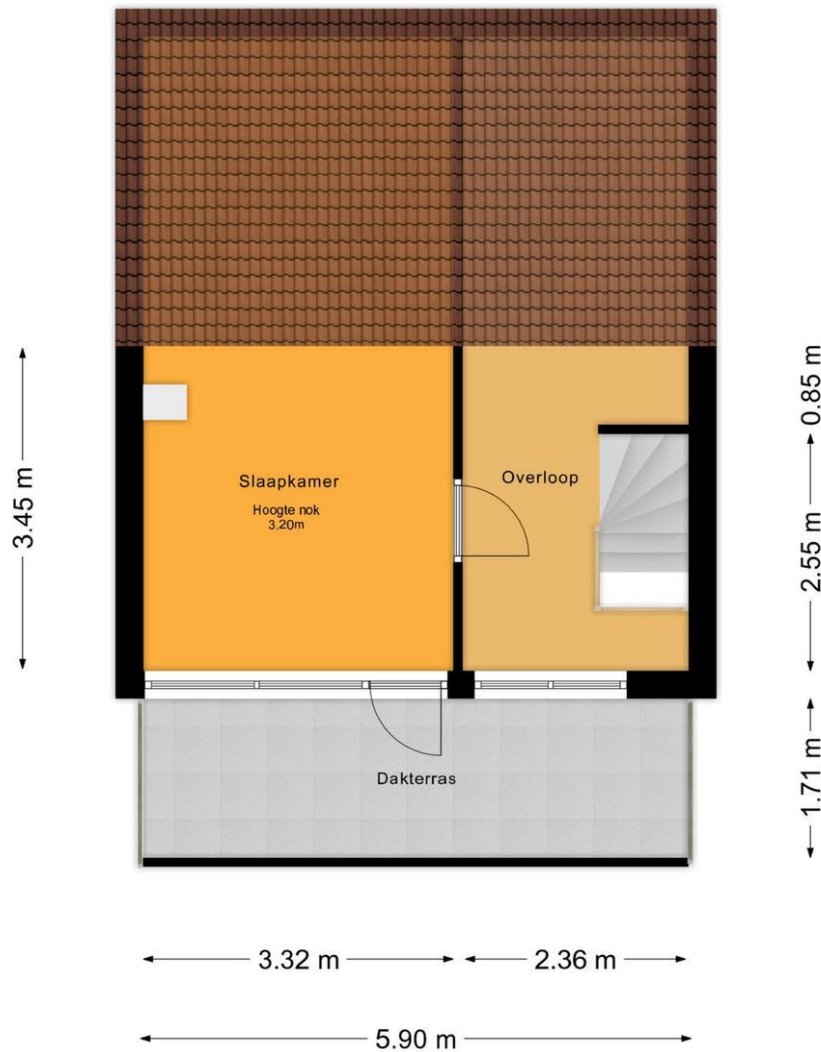 0.85 m
3.45 m
Slaapkamer
Hoogte nok
3,20m
Overloop
2.55 m
1.71 m
Dakterras
3.32 m
2.36 m
5.90 m